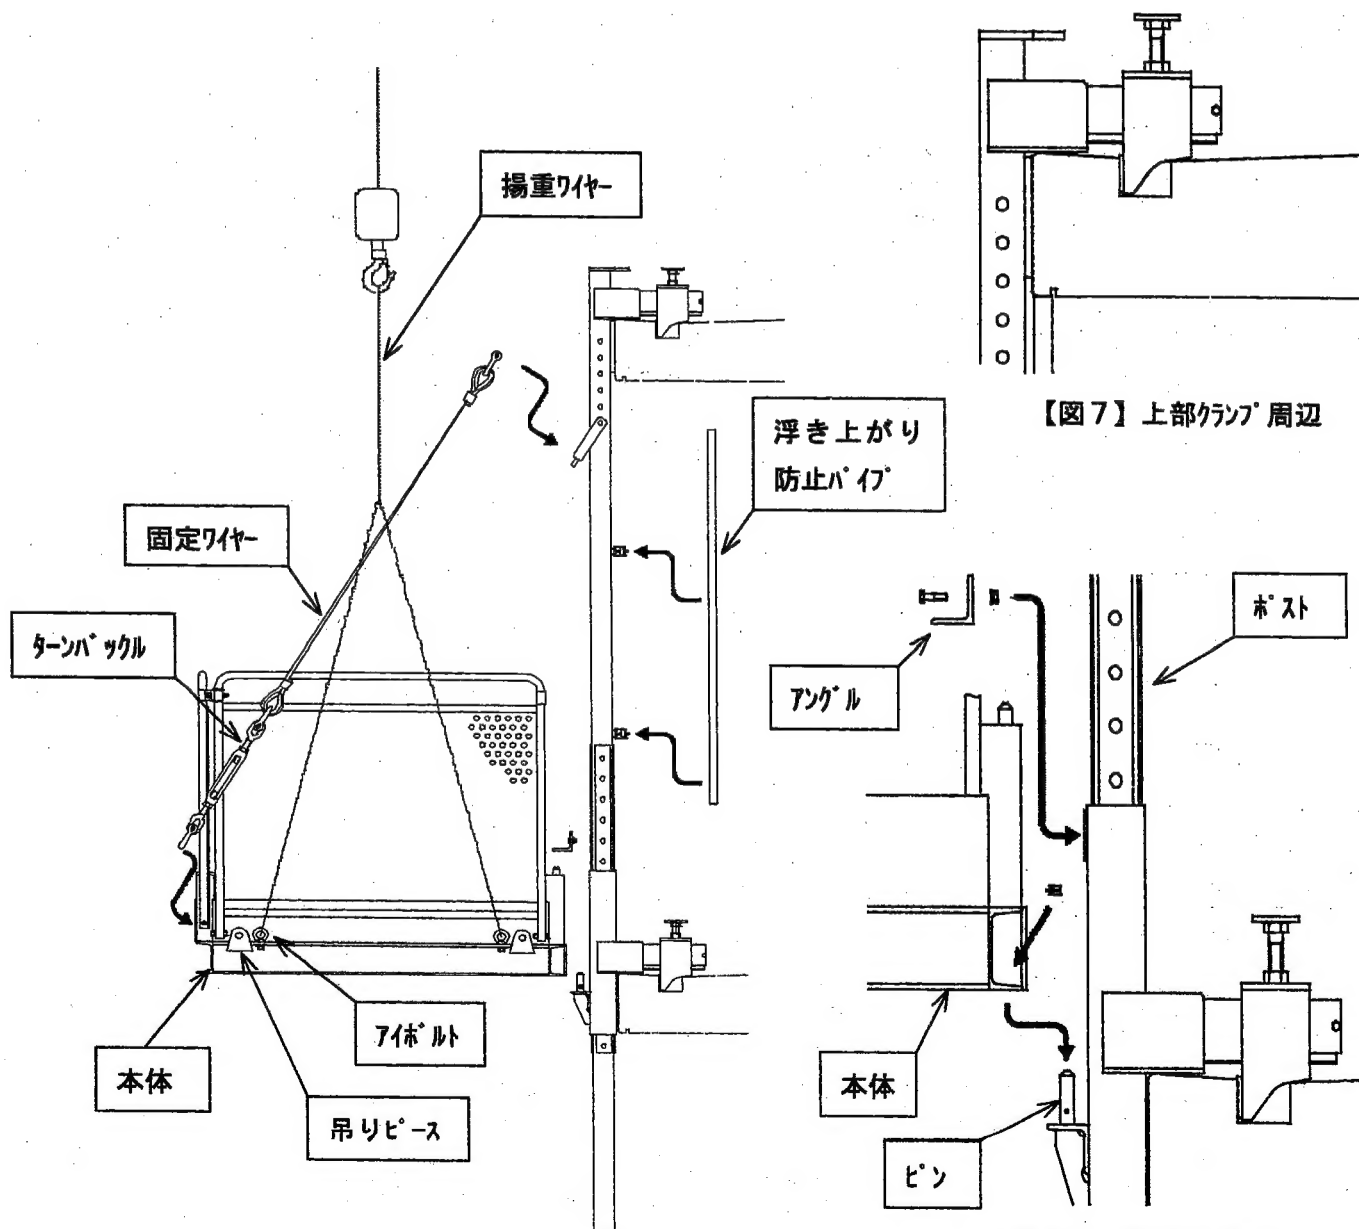 揚重ﾜｲﾔｰ
【図７】上部ｸﾗﾝﾌﾟ周辺
浮き上がり
防止ﾊﾟｲﾌﾟ
固定ﾜｲﾔｰ
ﾀｰﾝﾊﾞｯｸﾙ
ﾎﾟｽﾄ
ｱﾝｸﾞﾙ
ｱｲﾎﾞﾙﾄ
本体
吊りﾋﾟｰｽ
本体
ﾋﾟﾝ